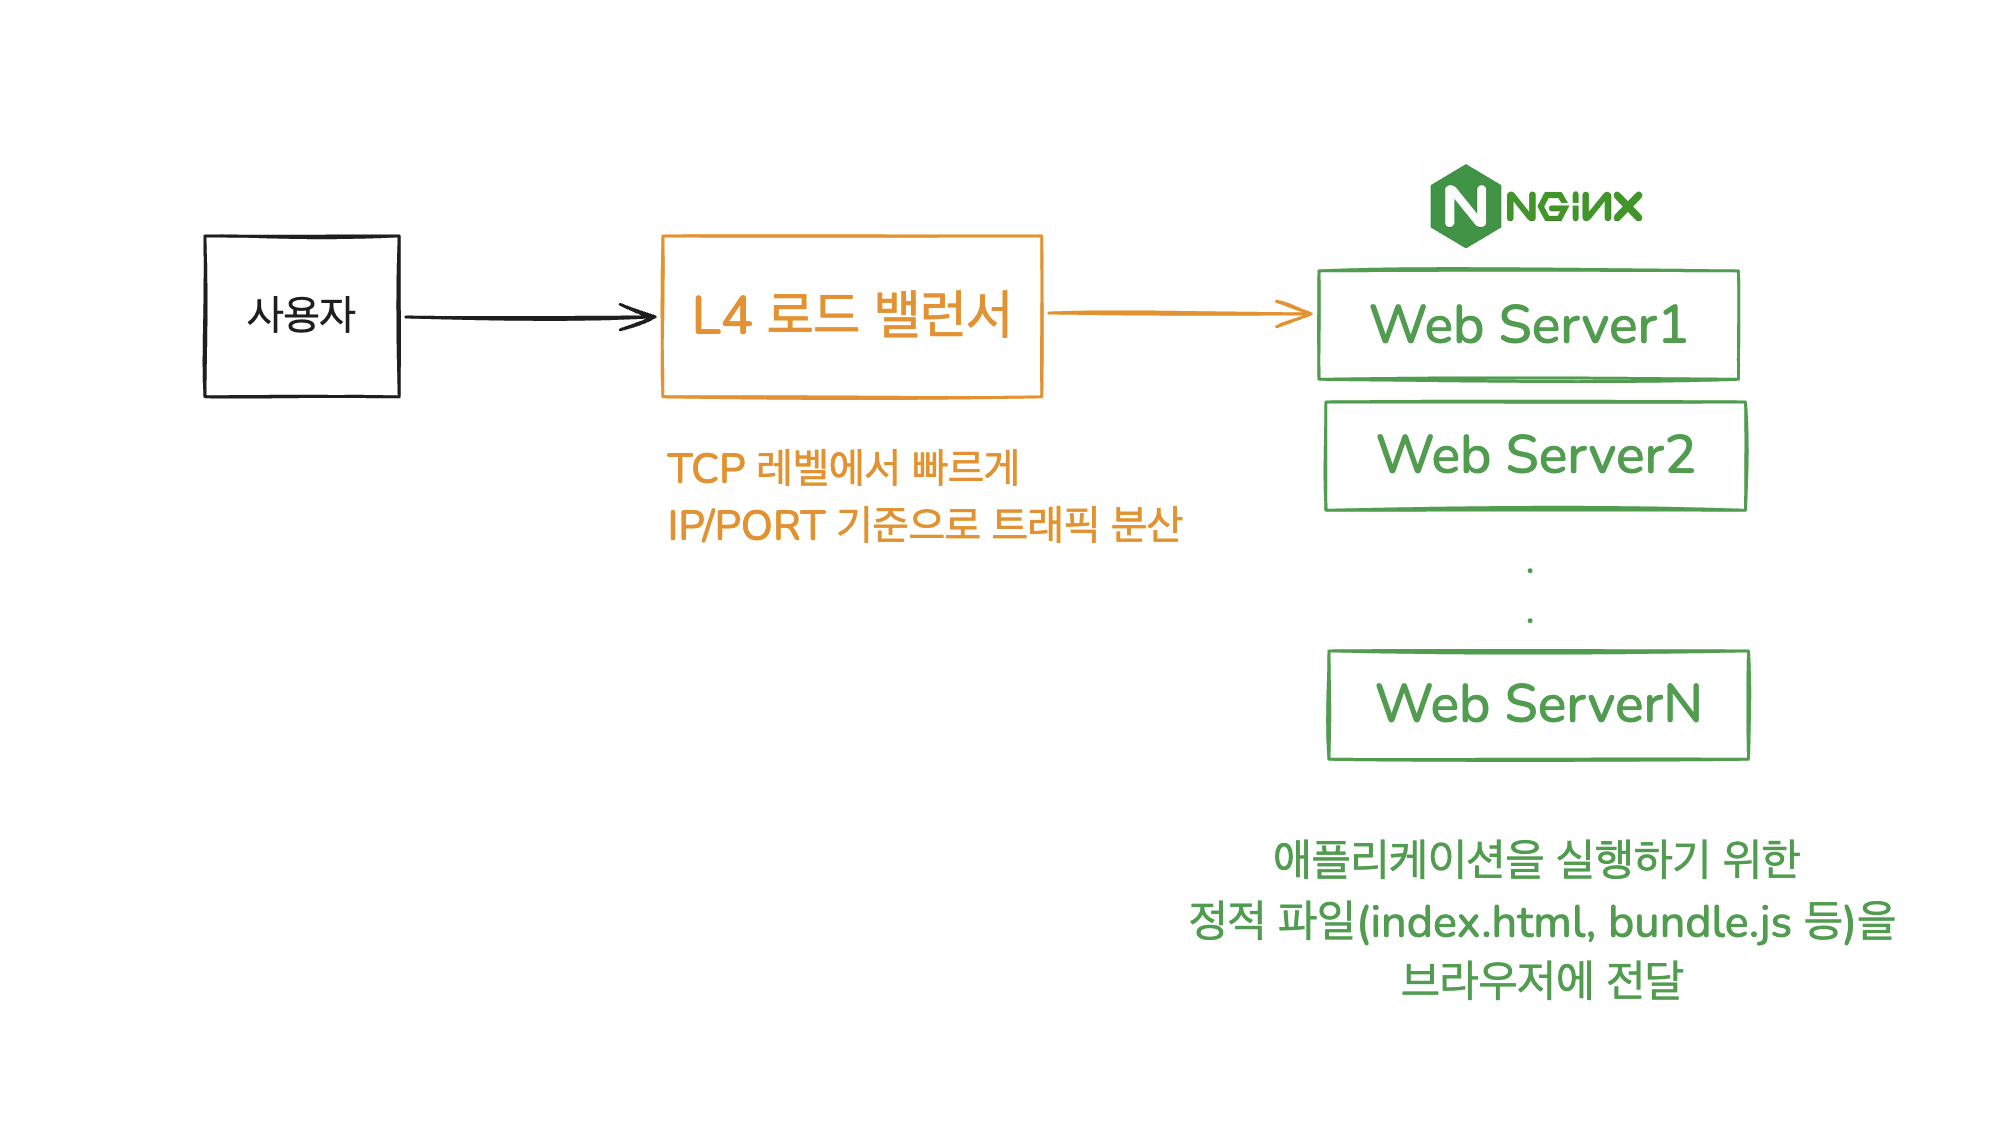 사용자
L4 로드 밸런서
TCP 레벨에서 빠르게
IP/PORT 기준으로 트래픽 분산
N NGINX
Web Server1
Web Server2
.
.
Web ServerN
애플리케이션을 실행하기 위한
정적 파일(index.html, bundle.js 등)을
브라우저에 전달